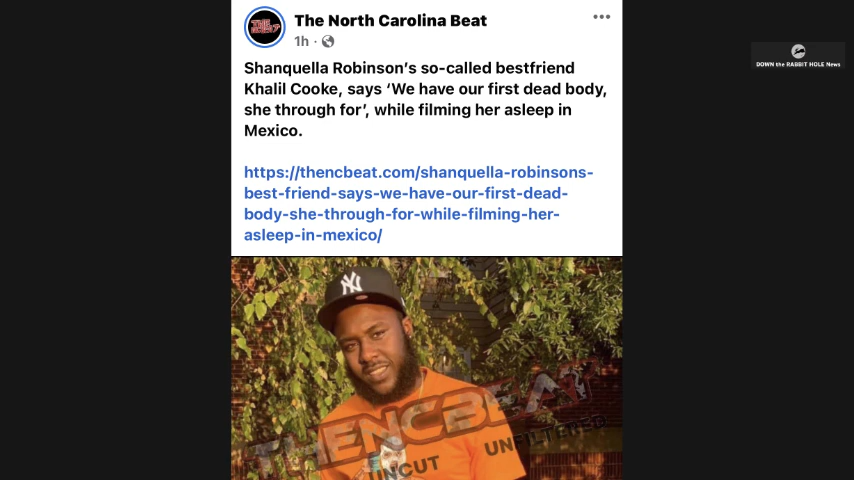 The North Carolina Beat
1h ·
DOWN the RABBIT HOLE News
Shanquella Robinson's so-called bestfriend
Khalil Cooke, says 'We have our first dead body,
she through for', while filming her asleep in
Mexico.
https://thencbeat.com/shanquella-robinsons-
best-friend-says-we-have-our-first-dead-
body-she-through-for-while-filming-her-
asleep-in-mexico/
NY
THENCBEAT
UNCUT UNFILTERED